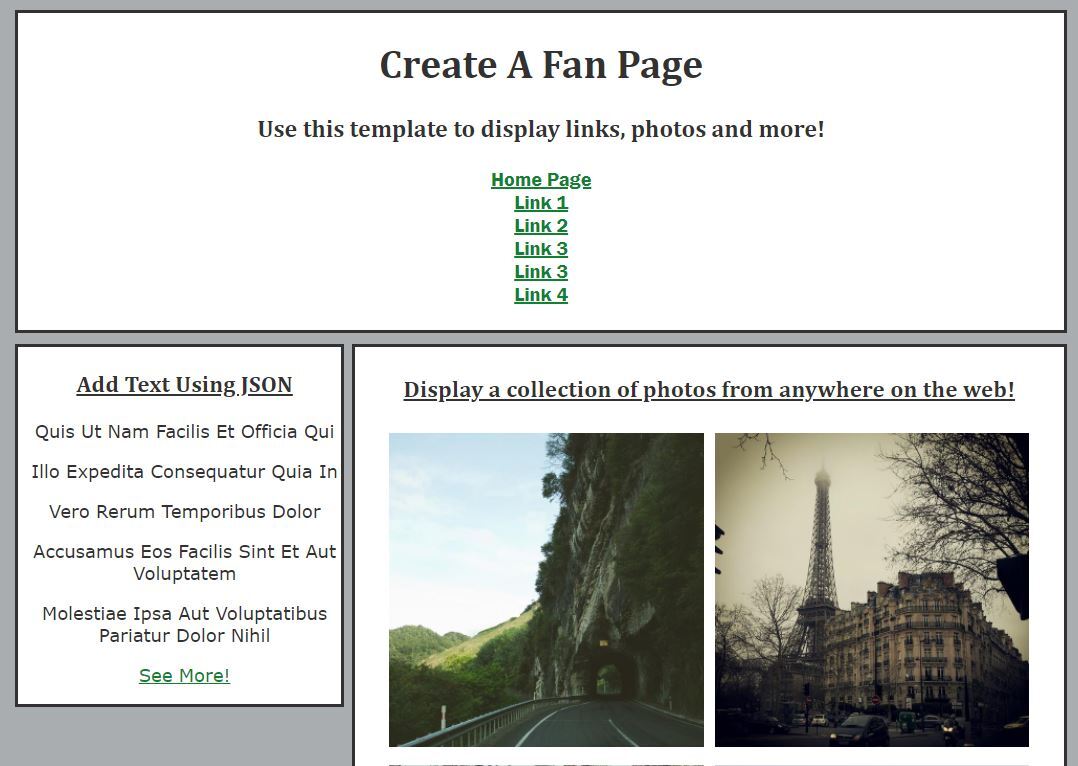 Create A Fan Page
Use this template to display links, photos and more!
Home Page
Link 1
Link 2
Link 3
Link 3
Link 4
Add Text Using JSON
Quis Ut Nam Facilis Et Officia Qui
Illo Expedita Consequatur Quia In
Vero Rerum Temporibus Dolor
Accusamus Eos Facilis Sint Et Aut
Voluptatem
Molestiae Ipsa Aut Voluptatibus
Pariatur Dolor Nihil
See More!
Display a collection of photos from anywhere on the web!